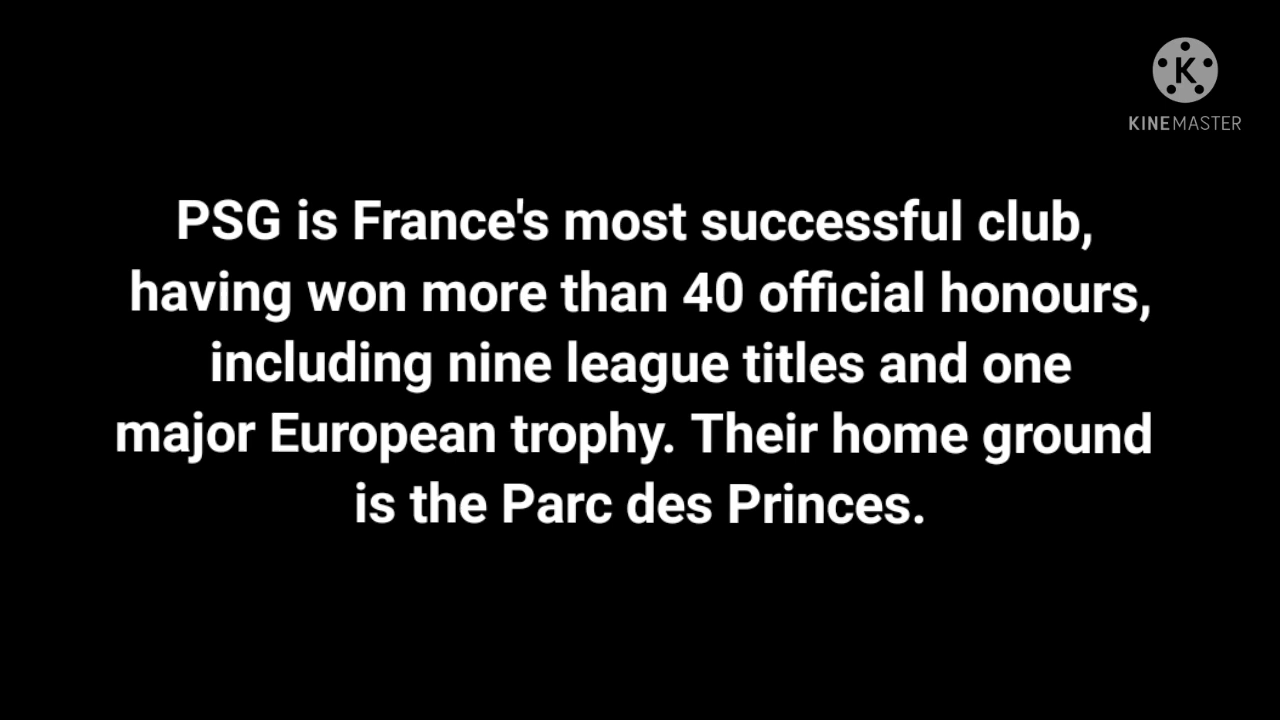 K
KINEMASTER
PSG is France's most successful club,
having won more than 40 official honours,
including nine league titles and one
major European trophy. Their home ground
is the Parc des Princes.